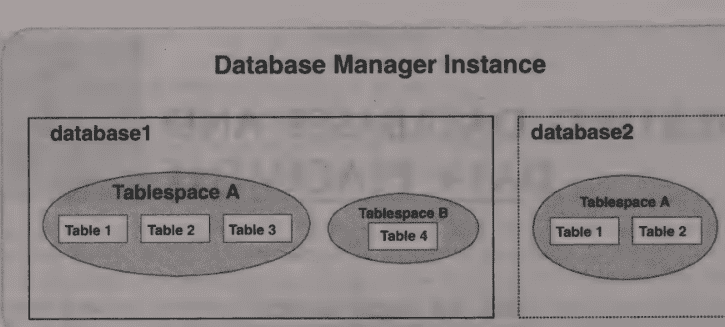 Database Manager Instance
database1
Tablespace A
Table 1 Table 2 Table 3
Tablespace B
Table 4
database2
Tablespace A
Table 1 Table 2